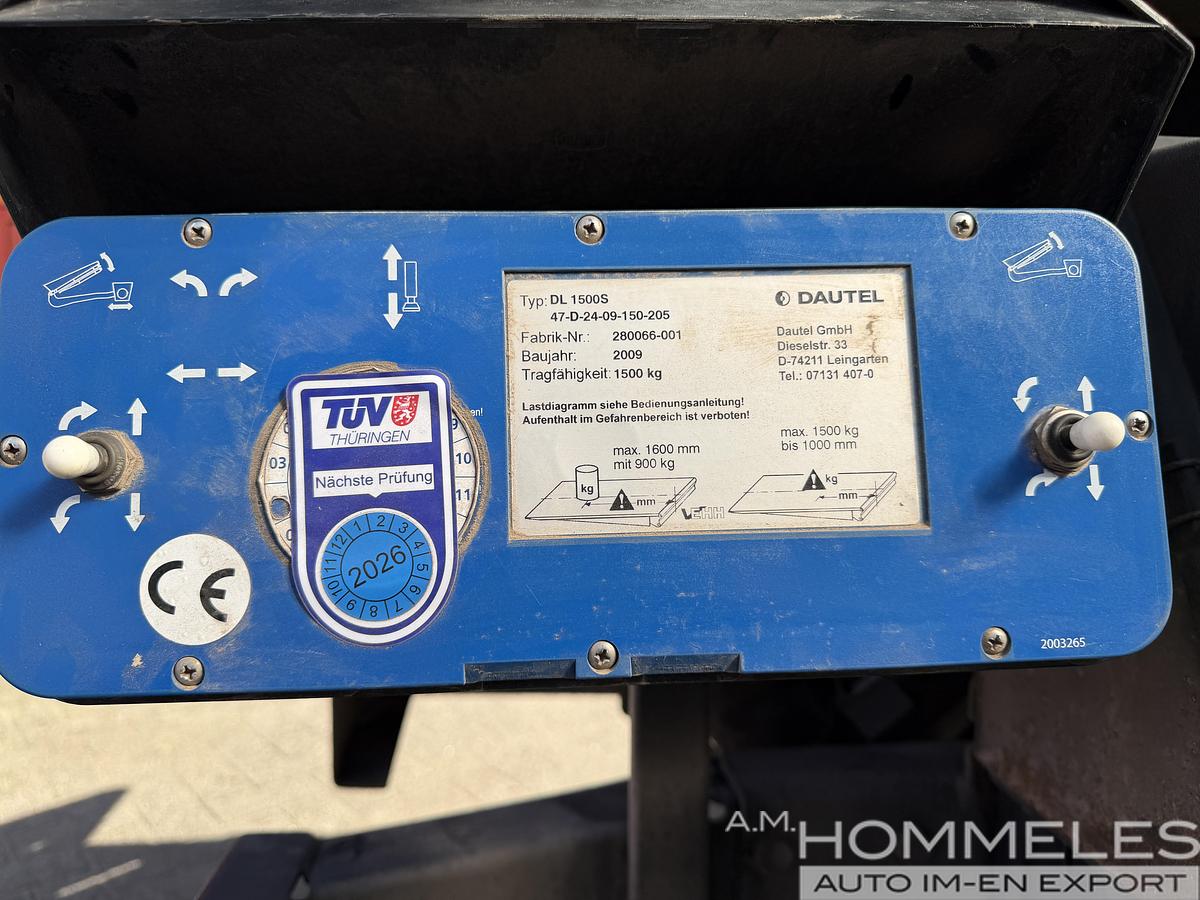 Typ: DL 1500S
47-D-24-09-150-205
Fabrik-Nr.: 280066-001
Baujahr: 2009
Tragfähigkeit: 1500 kg
DAUTEL
Dautel GmbH
Dieselstr. 33
D-74211 Leingarten
Tel.: 07131 407-0
Lastdiagramm siehe Bedienungsanleitung!
Aufenthalt im Gefahrenbereich ist verboten!
max. 1600 mm
mit 900 kg
kg
mm
max. 1500 kg
bis 1000 mm
kg
mm
TÜV
THÜRINGEN
Nächste Prüfung
1 2 3 4 5 6 7 8 9 10 11 12
2026
03
9
10
11
CE
2003265
A.M. HOMMELES
AUTO IM-EN EXPORT